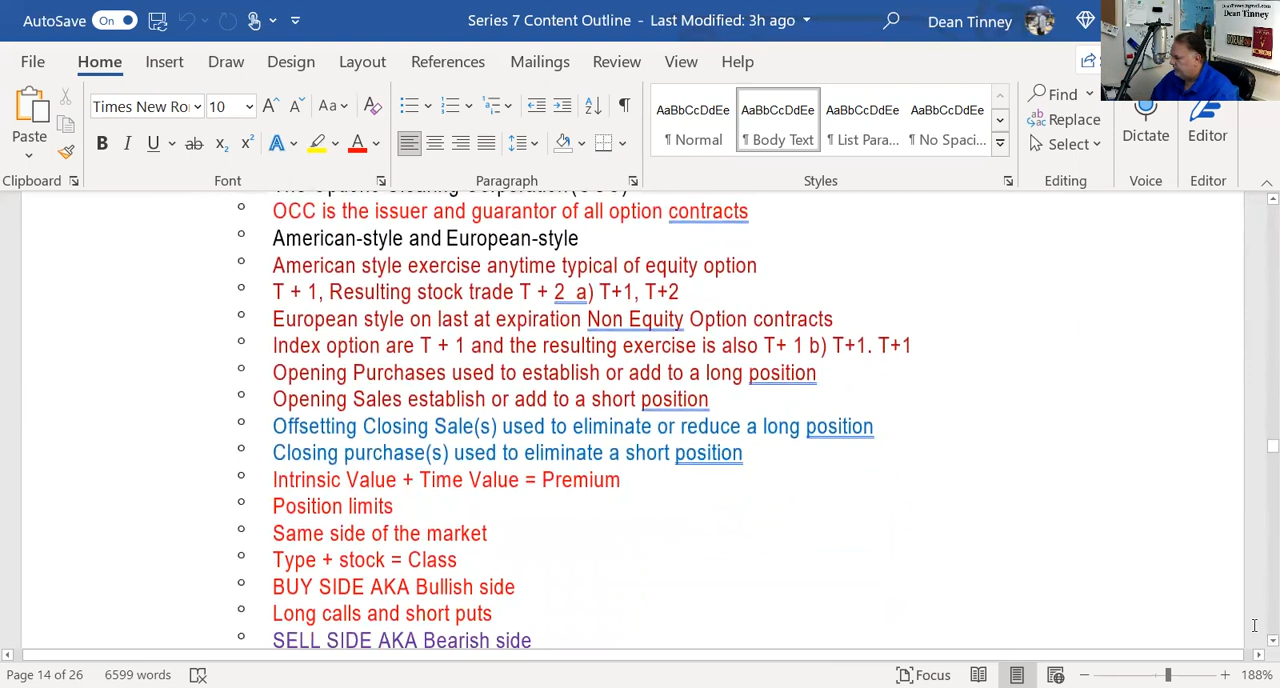 AutoSave On Series 7 Content Outline - Last Modified: 3h ago Dean Tinney
Dean Tinney
File Home Insert Draw Design Layout References Mailings Review View Help
Paste
Times New Ro 10
Aa
AaBbCcDdEe AaBbCcDdEe AaBbCcDdEe AaBbCcDdEe
¶ Normal ¶ Body Text ¶ List Para... ¶ No Spaci...
Find
Replace
Select
Dictate
Editor
Clipboard Font Paragraph Styles Editing Voice Editor
OCC is the issuer and guarantor of all option contracts
American-style and European-style
American style exercise anytime typical of equity option
T + 1, Resulting stock trade T + 2 a) T+1, T+2
European style on last at expiration Non Equity Option contracts
Index option are T + 1 and the resulting exercise is also T+ 1 b) T+1. T+1
Opening Purchases used to establish or add to a long position
Opening Sales establish or add to a short position
Offsetting Closing Sale(s) used to eliminate or reduce a long position
Closing purchase(s) used to eliminate a short position
Intrinsic Value + Time Value = Premium
Position limits
Same side of the market
Type + stock = Class
BUY SIDE AKA Bullish side
Long calls and short puts
SELL SIDE AKA Bearish side
Page 14 of 26 6599 words Focus 188%